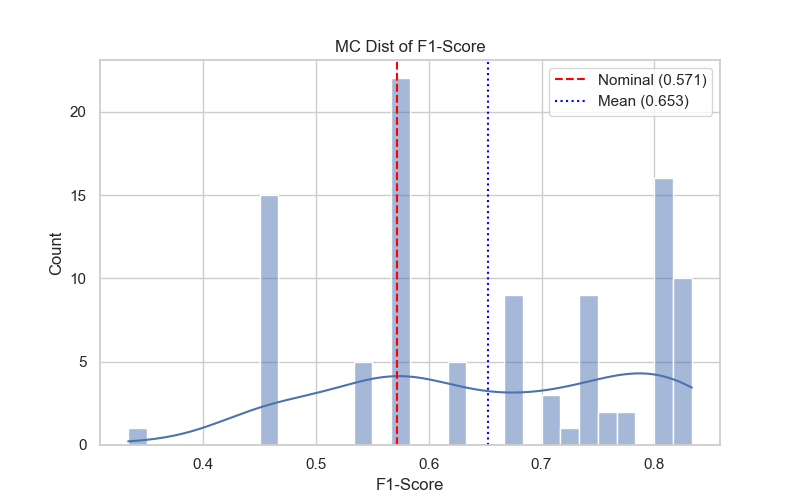 MC Dist of F1-Score
Nominal (0.571)
Mean (0.653)
Count
20
15
10
5
0
0.4 0.5 0.6 0.7 0.8
F1-Score